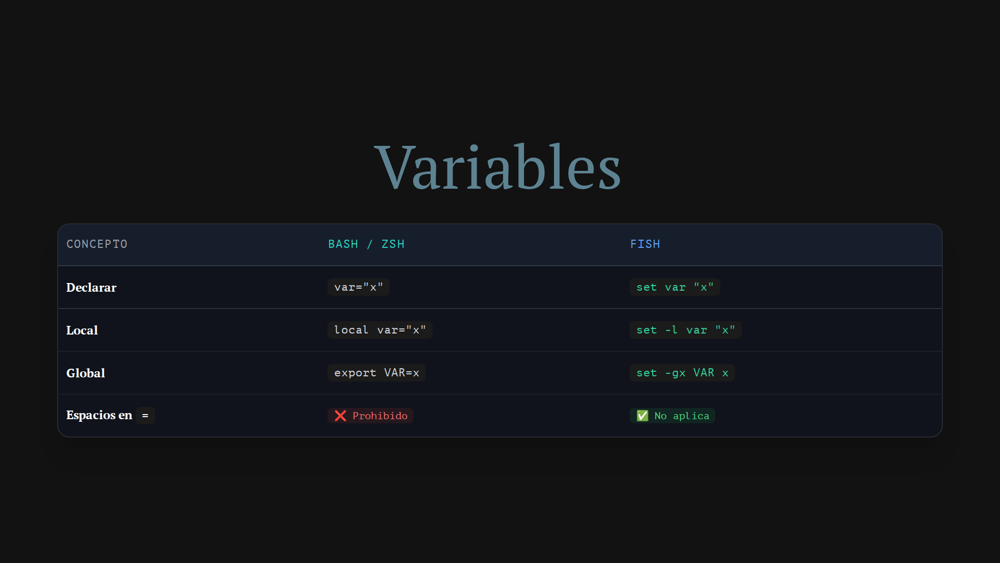 Variables
CONCEPTO BASH / ZSH FISH
Declarar var="x" set var "x"
Local local var="x" set -l var "x"
Global export VAR=x set -gx VAR x
Espacios en = ❌ Prohibido ✅ No aplica